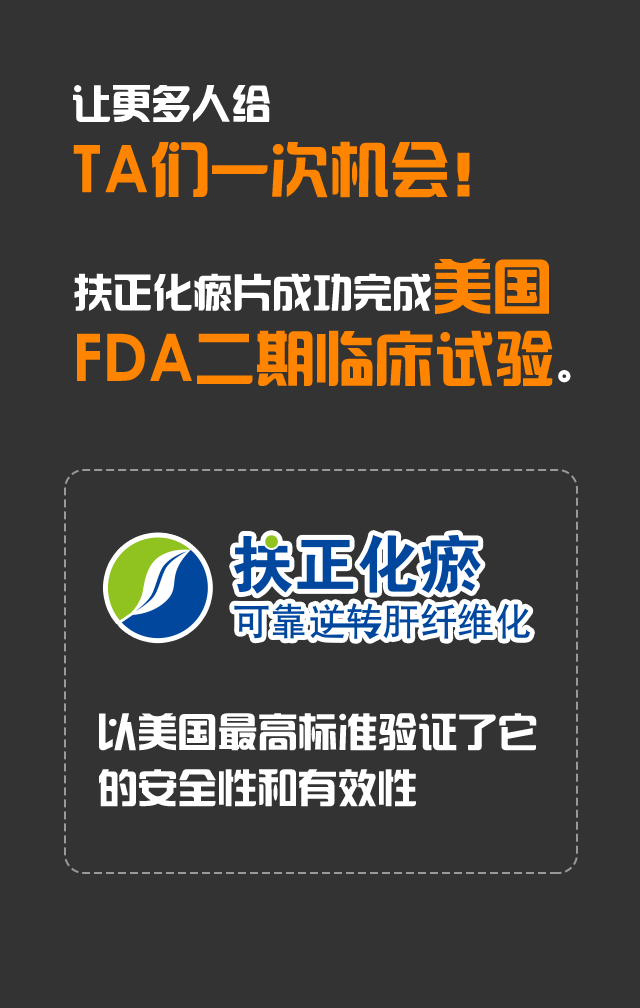 让更多人给
TA们一次机会!
扶正化瘀片成功完成美国
FDA二期临床试验。
扶正化瘀
可靠逆转肝纤维化
以美国最高标准验证了它
的安全性和有效性